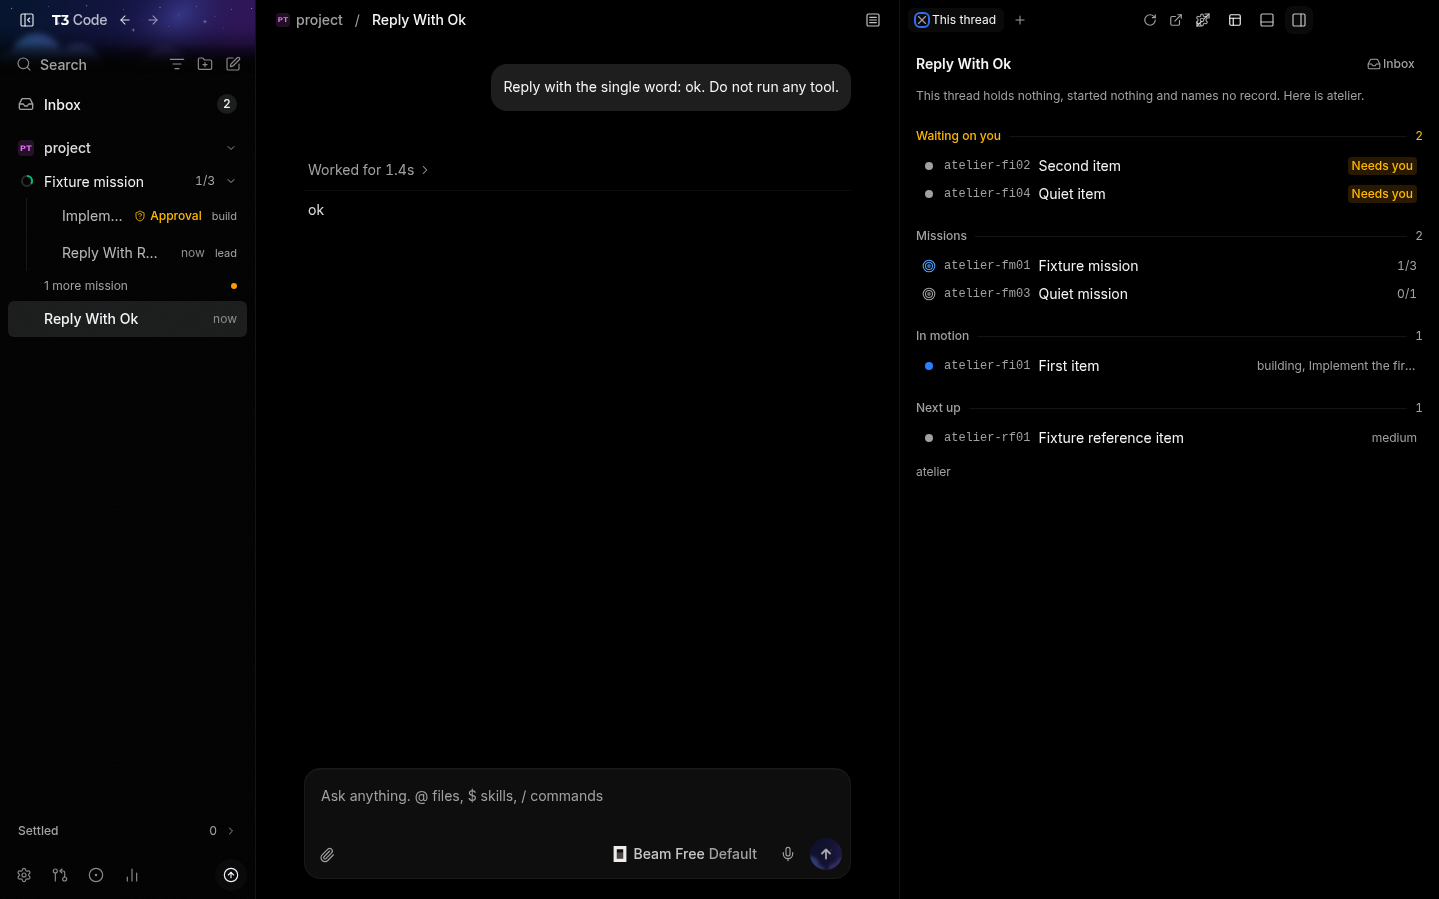 T3 Code
Search
Inbox 2
PT project
Fixture mission 1/3
Implem... Approval build
Reply With R... now lead
1 more mission
Reply With Ok now
Settled 0
PT project / Reply With Ok
Reply with the single word: ok. Do not run any tool.
Worked for 1.4s
ok
Ask anything. @ files, $ skills, / commands
Beam Free Default
This thread
Reply With Ok Inbox
This thread holds nothing, started nothing and names no record. Here is atelier.
Waiting on you 2
atelier-fi02 Second item Needs you
atelier-fi04 Quiet item Needs you
Missions 2
atelier-fm01 Fixture mission 1/3
atelier-fm03 Quiet mission 0/1
In motion 1
atelier-fi01 First item building, Implement the fir...
Next up 1
atelier-rf01 Fixture reference item medium
atelier